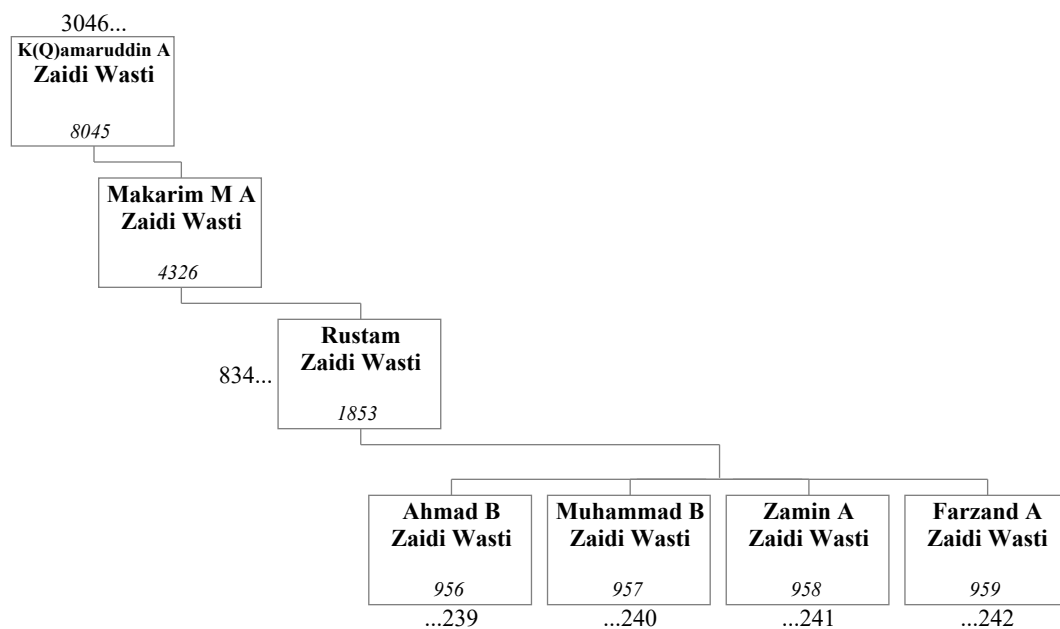 3046...
K(Q)amaruddin A
Zaidi Wasti
8045
Makarim M A
Zaidi Wasti
4326
834...
Rustam
Zaidi Wasti
1853
Ahmad B
Zaidi Wasti
956
...239
Muhammad B
Zaidi Wasti
957
...240
Zamin A
Zaidi Wasti
958
...241
Farzand A
Zaidi Wasti
959
...242